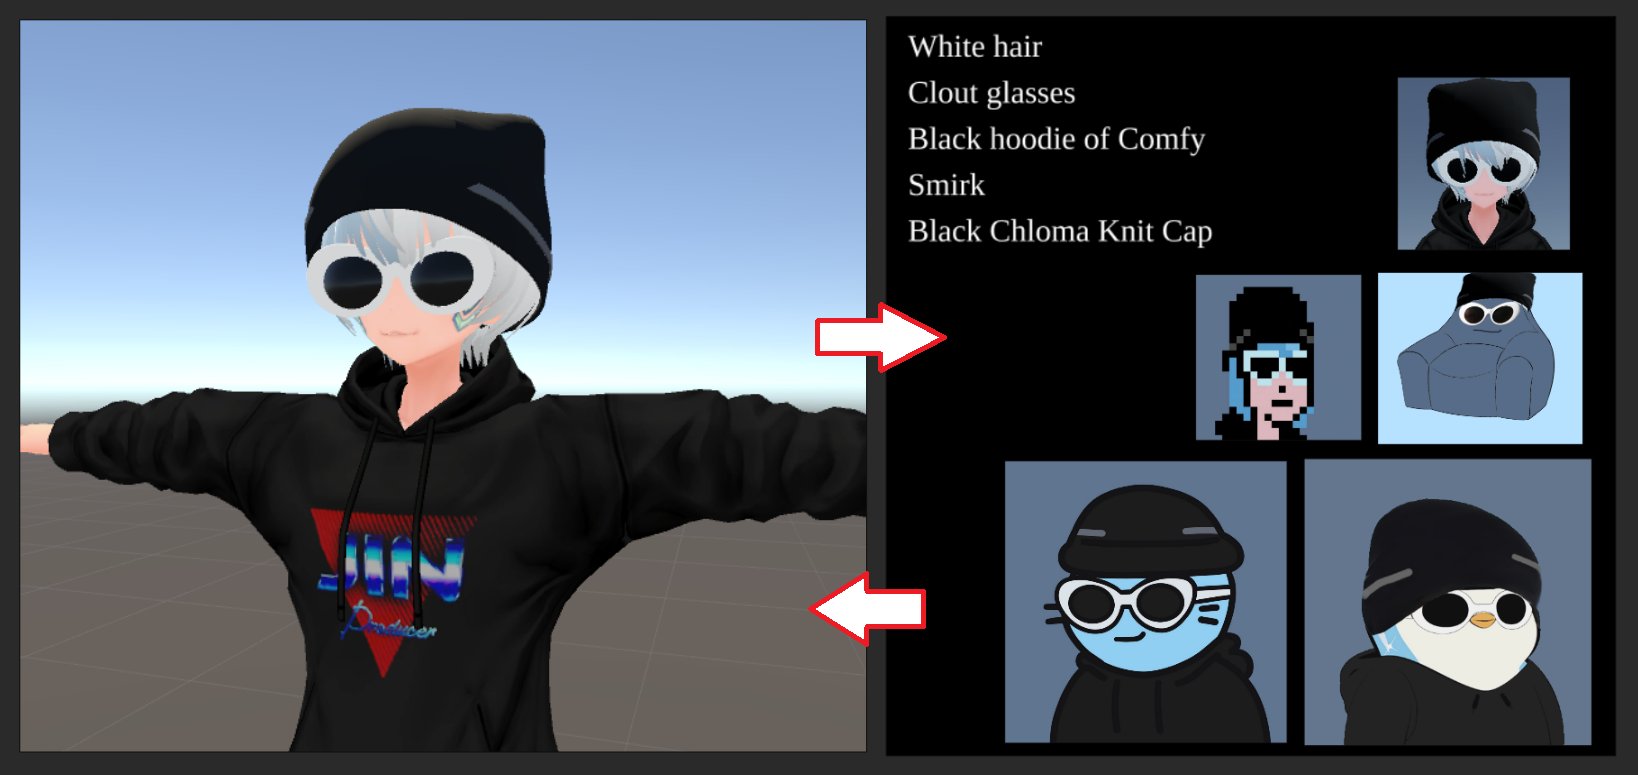 White hair
Clout glasses
Black hoodie of Comfy
Smirk
Black Chloma Knit Cap
JIN
Producer